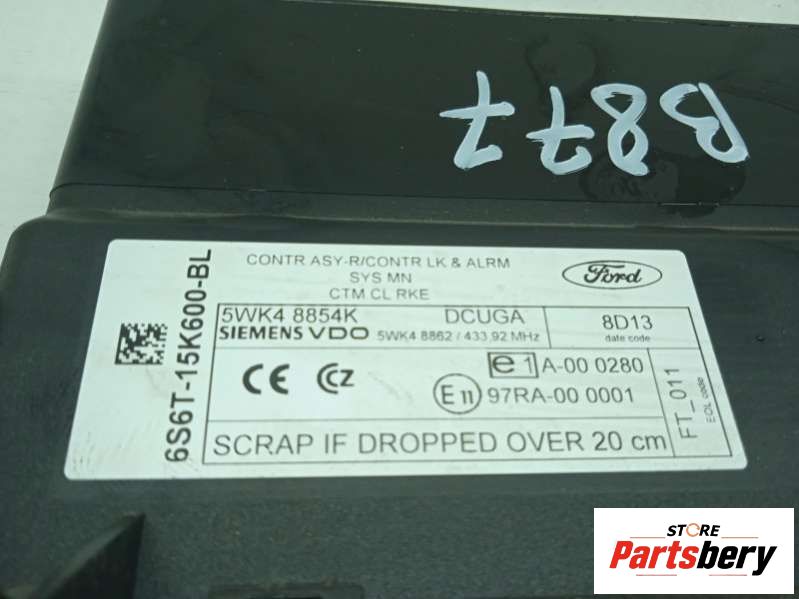 B877
CONTR ASY-R/CONTR LK & ALRM
SYS MN
CTM CL RKE
Ford
6S6T-15K600-BL
5WK4 8854K DCUGA
SIEMENS VDO 5WK4 8862 / 433,92 MHz
8D13
date code
CE CCZ
e1 A-00 0280
E11 97RA-00 0001
FT_011
EOL code
SCRAP IF DROPPED OVER 20 cm
STORE
Partsbery